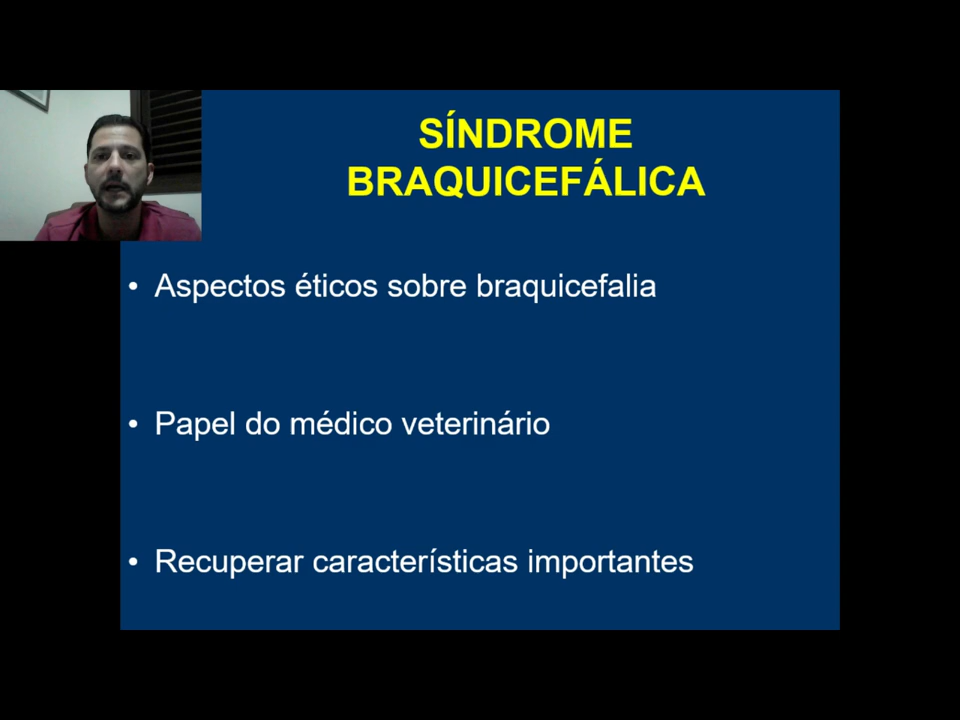 SÍNDROME
BRAQUICEFÁLICA
• Aspectos éticos sobre braquicefalia
• Papel do médico veterinário
• Recuperar características importantes